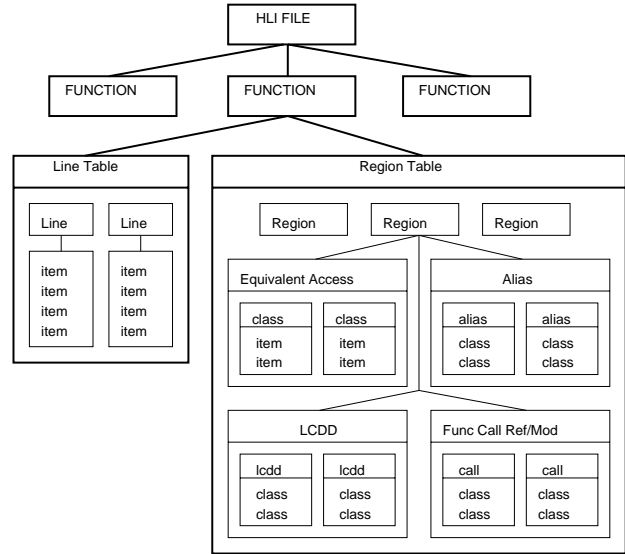 HLI FILE
FUNCTION FUNCTION FUNCTION
Line Table
Line Line
item item
item item
item item
item item
Region Table
Region Region Region
Equivalent Access
class class
item item
item item
Alias
alias alias
class class
class class
LCDD
lcdd lcdd
class class
class class
Func Call Ref/Mod
call call
class class
class class